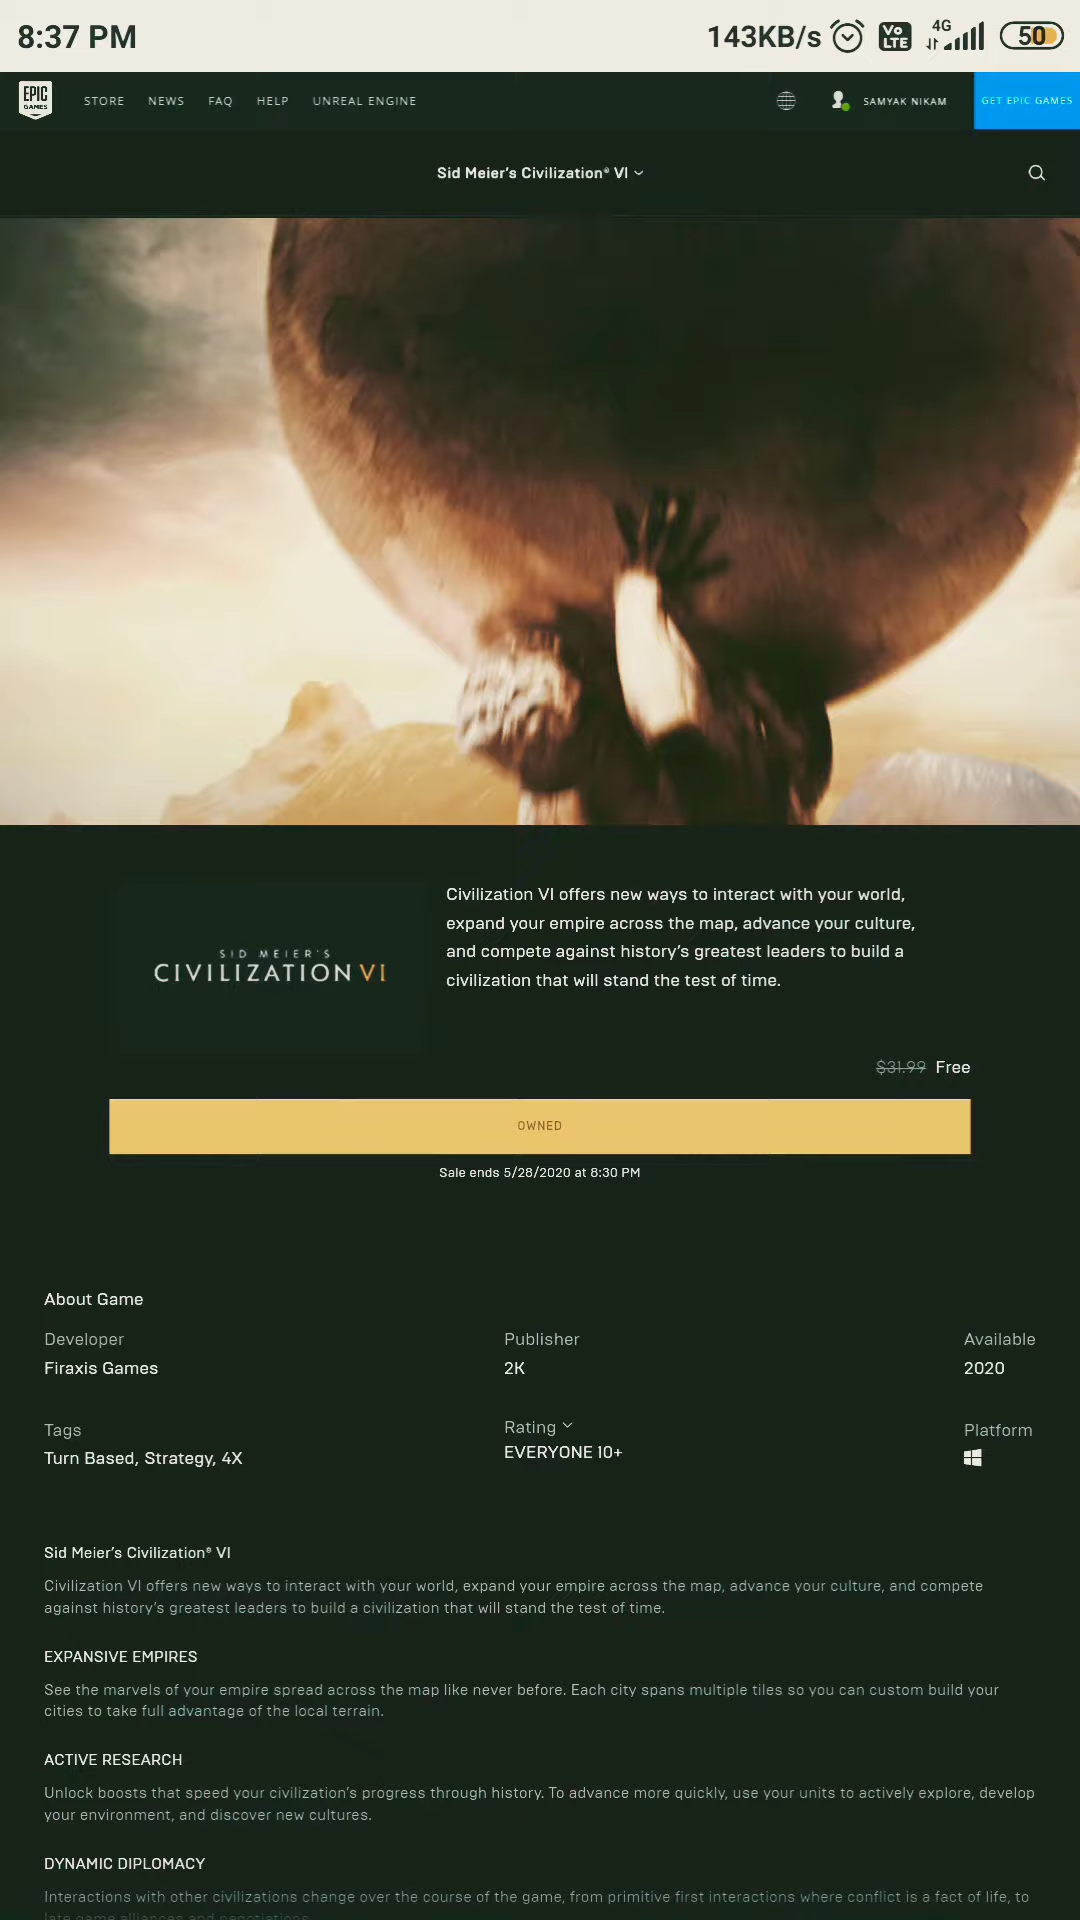 8:37 PM
143KB/s
Vo
LTE
4G
50
EPIC
GAMES
STORE NEWS FAQ HELP UNREAL ENGINE
SAMYAK NIKAM
GET EPIC GAMES
Sid Meier's Civilization® VI
Civilization VI offers new ways to interact with your world,
expand your empire across the map, advance your culture,
and compete against history's greatest leaders to build a
civilization that will stand the test of time.
SID MEIER'S
CIVILIZATION VI
$31.99 Free
OWNED
Sale ends 5/28/2020 at 8:30 PM
About Game
Developer
Firaxis Games
Publisher
2K
Available
2020
Tags
Turn Based, Strategy, 4X
Rating
EVERYONE 10+
Platform
Sid Meier's Civilization® VI
Civilization VI offers new ways to interact with your world, expand your empire across the map, advance your culture, and compete
against history's greatest leaders to build a civilization that will stand the test of time.
EXPANSIVE EMPIRES
See the marvels of your empire spread across the map like never before. Each city spans multiple tiles so you can custom build your
cities to take full advantage of the local terrain.
ACTIVE RESEARCH
Unlock boosts that speed your civilization's progress through history. To advance more quickly, use your units to actively explore, develop
your environment, and discover new cultures.
DYNAMIC DIPLOMACY
Interactions with other civilizations change over the course of the game, from primitive first interactions where conflict is a fact of life, to
late game alliances and negotiations.